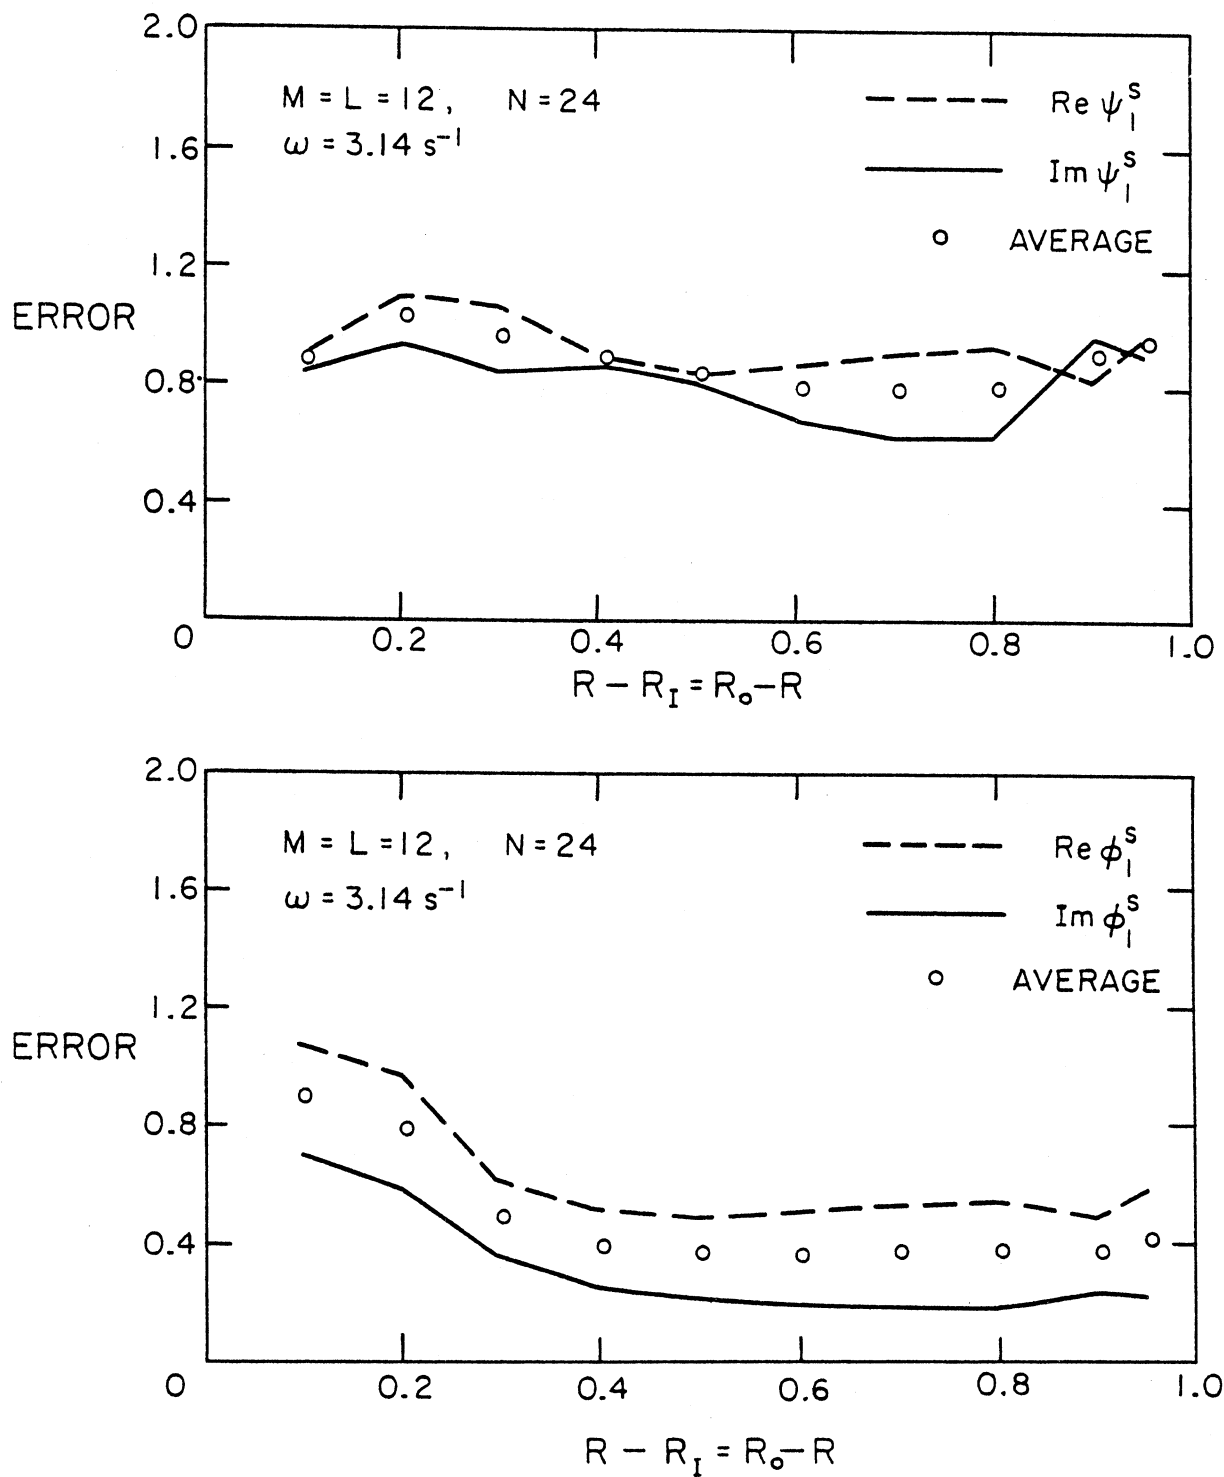 2.0
M = L = 12, N = 24
Re ψ₁ˢ
ω = 3.14 s⁻¹
1.6
Im ψ₁ˢ
AVERAGE
1.2
ERROR
0.8
0.4
0
0.2
0.4
0.6
0.8
1.0
R – R_I = R₀–R
2.0
M = L = 12, N = 24
Re ϕ₁ˢ
1.6
ω = 3.14 s⁻¹
Im ϕ₁ˢ
AVERAGE
1.2
ERROR
0.8
0.4
0
0.2
0.4
0.6
0.8
1.0
R – R_I = R₀–R